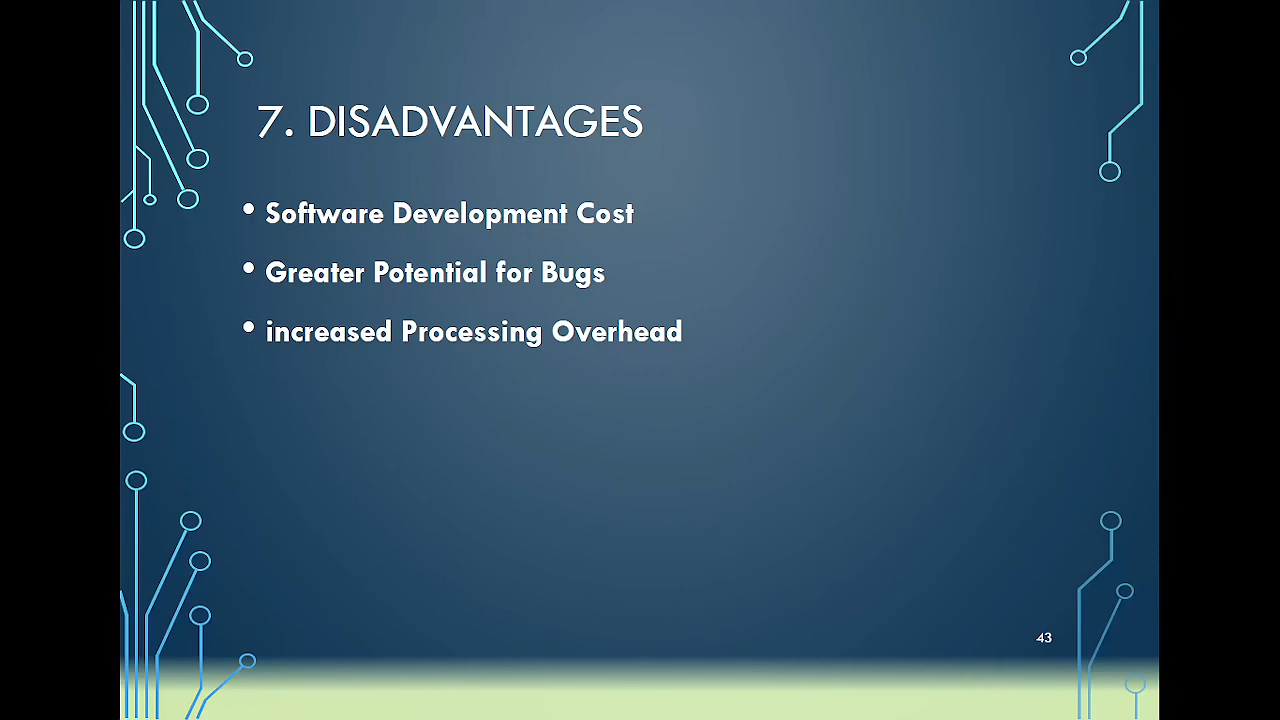 7. DISADVANTAGES
• Software Development Cost
• Greater Potential for Bugs
• increased Processing Overhead
43